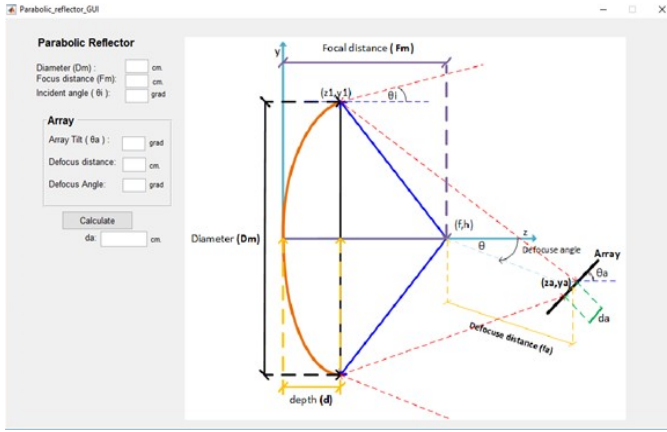 Parabolic_reflector_GUI
Parabolic Reflector
Diameter (Dm) : cm.
Focus distance (Fm): cm.
Incident angle ( θi ): grad
Array
Array Tilt ( θa ) : grad
Defocus distance: cm.
Defocus Angle: grad
Calculate
da: cm.
Focal distance ( Fm)
y
(z1,y1)
θi
Diameter (Dm)
(f,h)
z
θ
Defocuse angle
Array
θa
(za,ya)
da
Defocuse distance (fa)
depth (d)